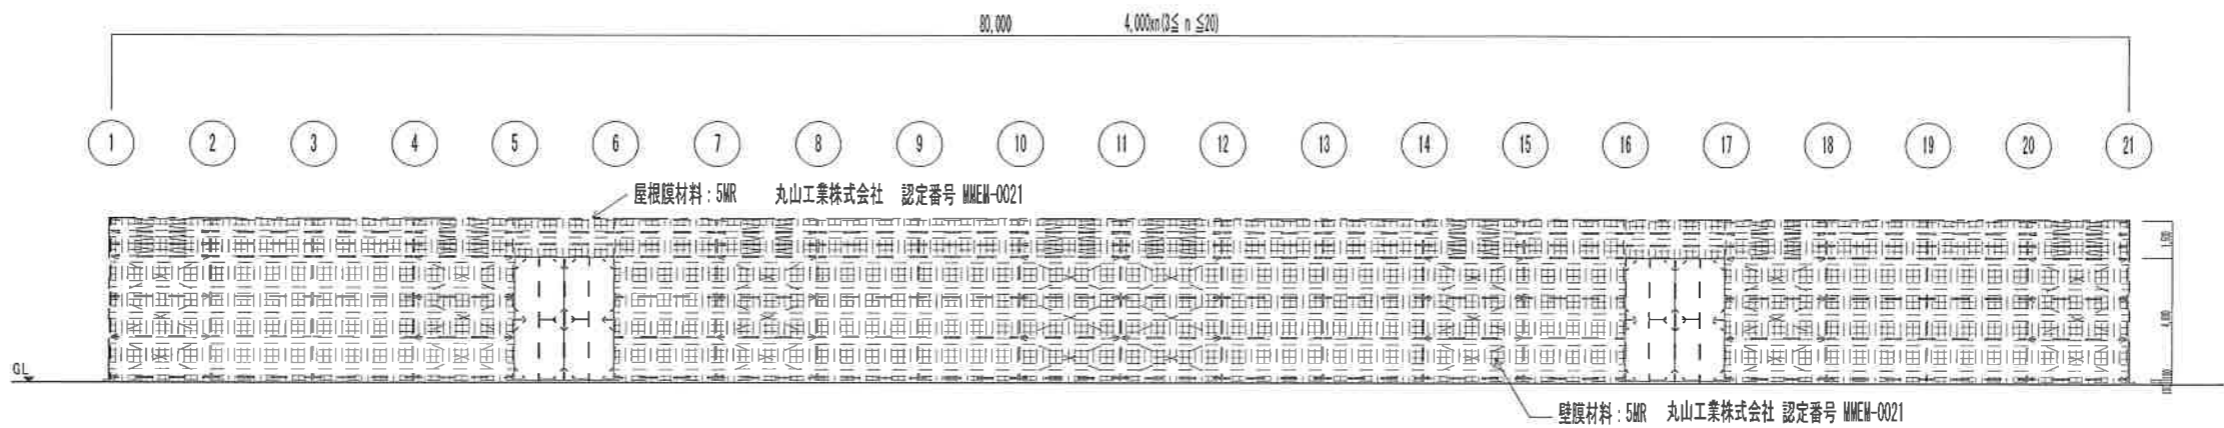 80,000 4,000xn(3≦ n ≦20)
1 2 3 4 5 6 7 8 9 10 11 12 13 14 15 16 17 18 19 20 21
屋根膜材料：5MR 丸山工業株式会社 認定番号 MMEM-0021
GL
壁膜材料：5MR 丸山工業株式会社 認定番号 MMEM-0021